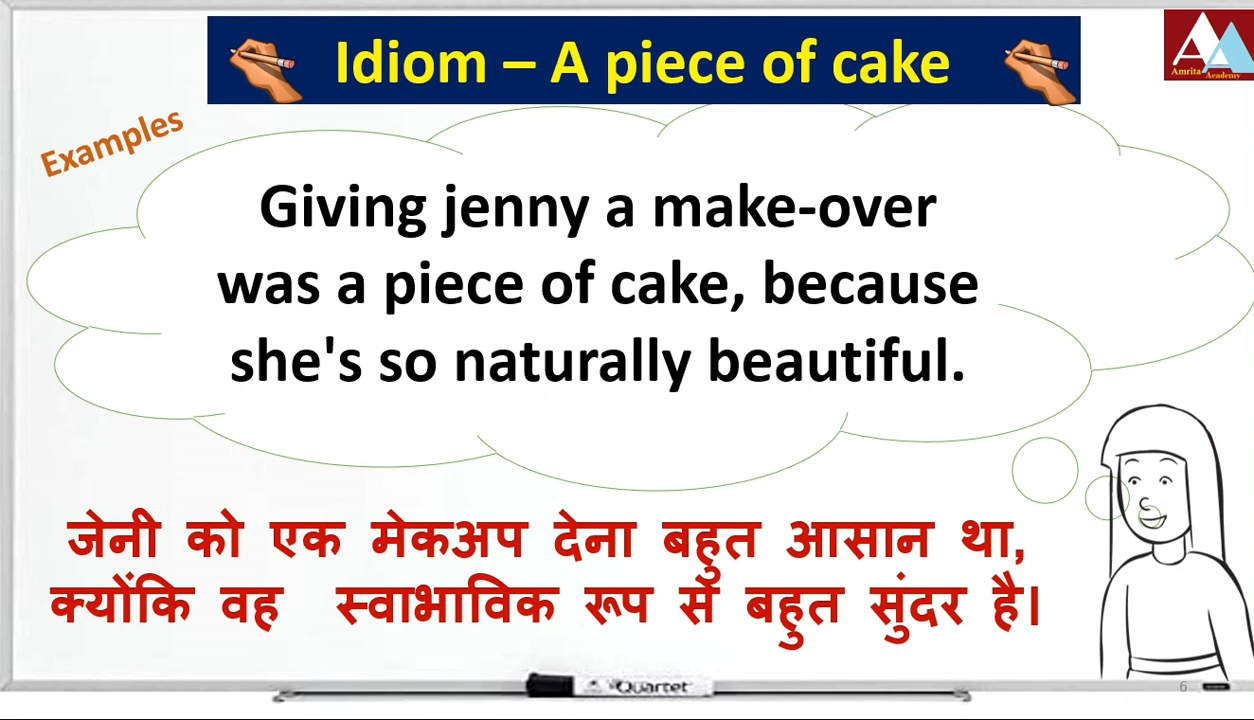 Idiom – A piece of cake
Amrita Academy
Examples
Giving jenny a make-over
was a piece of cake, because
she's so naturally beautiful.
जेनी को एक मेकअप देना बहुत आसान था,
क्योंकि वह स्वाभाविक रूप से बहुत सुंदर है।
Quartet
6